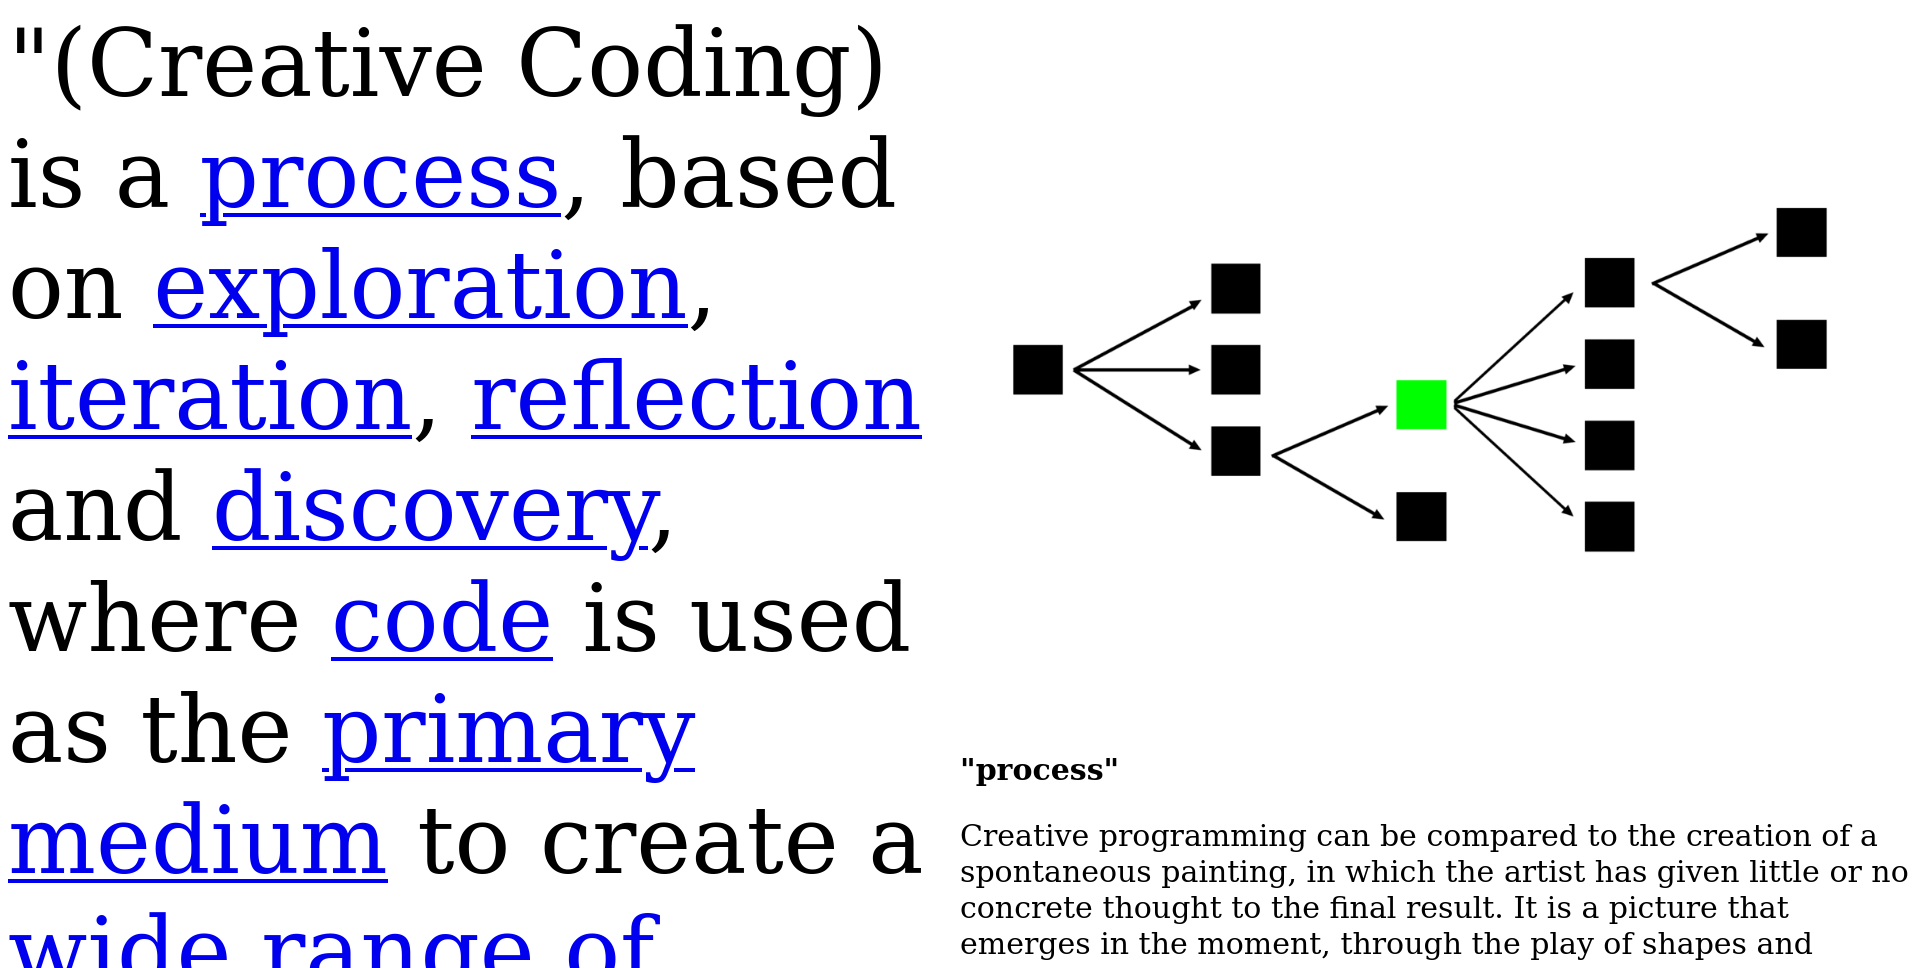 "(Creative Coding)
is a process, based
on exploration,
iteration, reflection
and discovery,
where code is used
as the primary
medium to create a
wide range of
"process"
Creative programming can be compared to the creation of a
spontaneous painting, in which the artist has given little or no
concrete thought to the final result. It is a picture that
emerges in the moment, through the play of shapes and